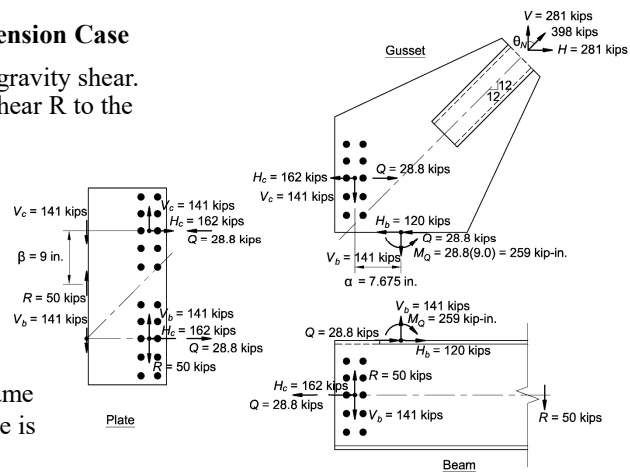 ension Case
gravity shear.
hear R to the
ame
e is
V = 281 kips
398 kips
θN
H = 281 kips
Gusset
12
12
Hc = 162 kips
Q = 28.8 kips
Vc = 141 kips
Hb = 120 kips
Q = 28.8 kips
Vb = 141 kips
MQ = 28.8(9.0) = 259 kip-in.
α = 7.675 in.
Vc = 141 kips
Vc = 141 kips
Hc = 162 kips
Q = 28.8 kips
β = 9 in.
R = 50 kips
Vb = 141 kips
Vb = 141 kips
Hc = 162 kips
Q = 28.8 kips
R = 50 kips
Plate
Vb = 141 kips
MQ = 259 kip-in.
Q = 28.8 kips
Hb = 120 kips
Hc = 162 kips
R = 50 kips
Q = 28.8 kips
Vb = 141 kips
R = 50 kips
Beam